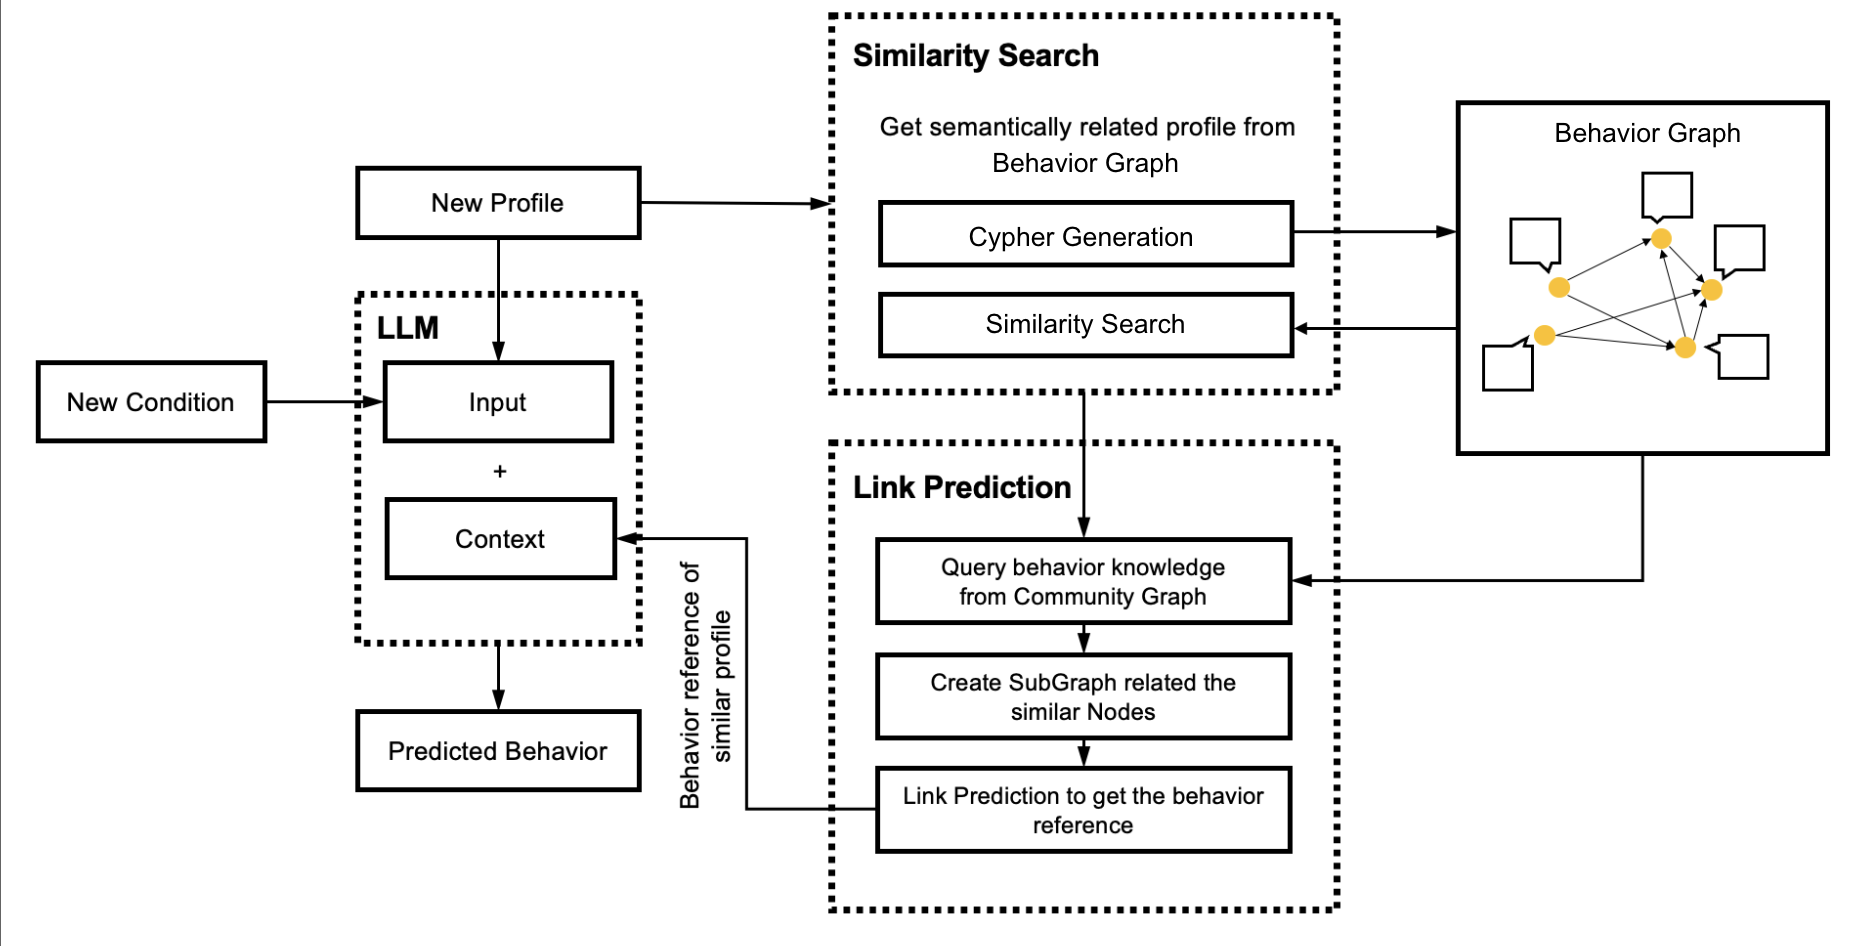 Similarity Search
Get semantically related profile from
Behavior Graph
Cypher Generation
Similarity Search
Behavior Graph
New Profile
LLM
New Condition
Input
+
Context
Predicted Behavior
Behavior reference of
similar profile
Link Prediction
Query behavior knowledge
from Community Graph
Create SubGraph related the
similar Nodes
Link Prediction to get the behavior
reference